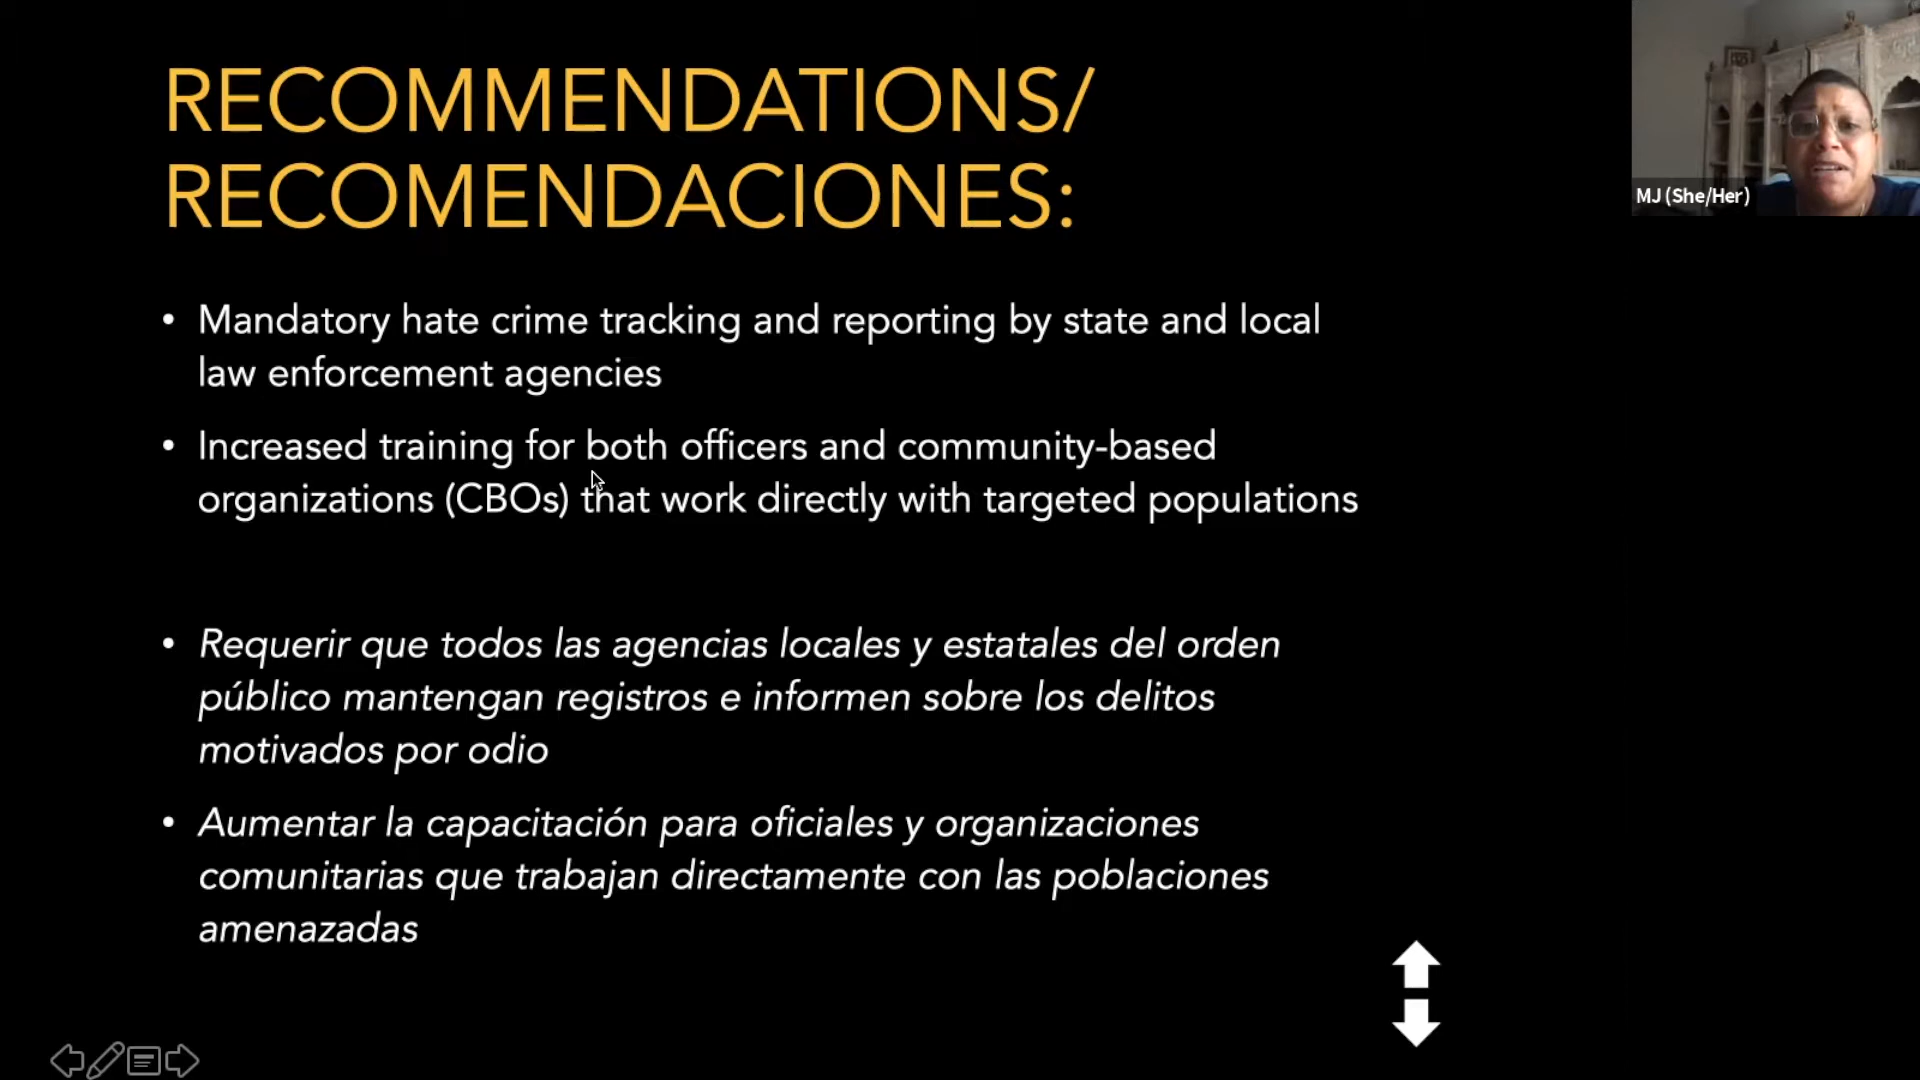 RECOMMENDATIONS/
RECOMENDACIONES:
MJ (She/Her)
• Mandatory hate crime tracking and reporting by state and local
law enforcement agencies
• Increased training for both officers and community-based
organizations (CBOs) that work directly with targeted populations
• Requerir que todos las agencias locales y estatales del orden
público mantengan registros e informen sobre los delitos
motivados por odio
• Aumentar la capacitación para oficiales y organizaciones
comunitarias que trabajan directamente con las poblaciones
amenazadas